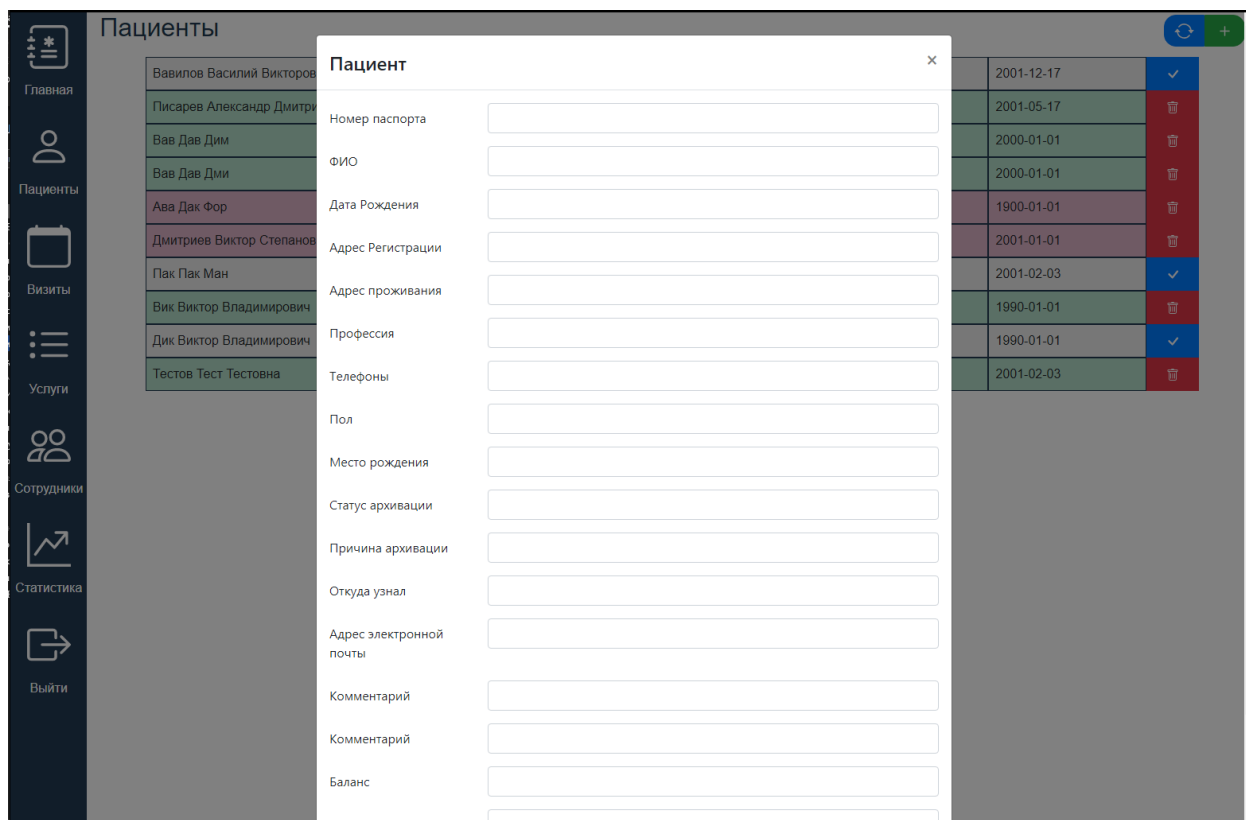 Пациенты
Главная
Пациенты
Визиты
Услуги
Сотрудники
Статистика
Выйти
Вавилов Василий Викторов 2001-12-17
Писарев Александр Дмитри 2001-05-17
Вав Дав Дим 2000-01-01
Вав Дав Дми 2000-01-01
Ава Дак Фор 1900-01-01
Дмитриев Виктор Степанов 2001-01-01
Пак Пак Ман 2001-02-03
Вик Виктор Владимирович 1990-01-01
Дик Виктор Владимирович 1990-01-01
Тестов Тест Тестовна 2001-02-03
Пациент ×
Номер паспорта
ФИО
Дата Рождения
Адрес Регистрации
Адрес проживания
Профессия
Телефоны
Пол
Место рождения
Статус архивации
Причина архивации
Откуда узнал
Адрес электронной
почты
Комментарий
Комментарий
Баланс